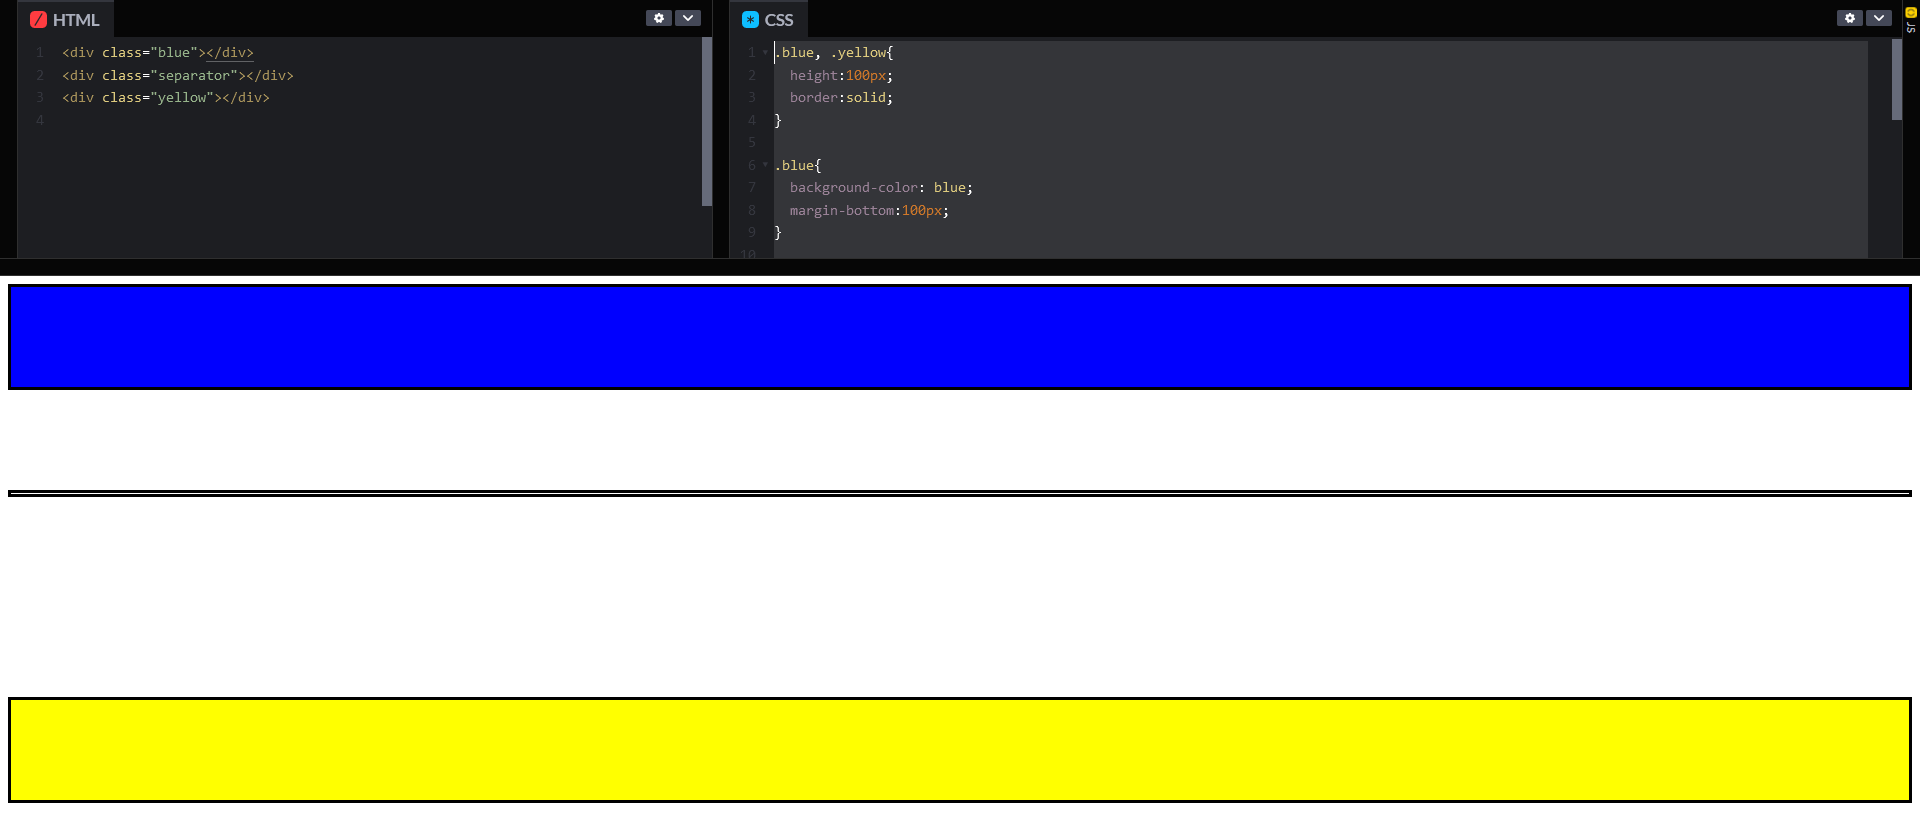 HTML
1 <div class="blue"></div>
2 <div class="separator"></div>
3 <div class="yellow"></div>
4
CSS
1 .blue, .yellow{
2 height:100px;
3 border:solid;
4 }
5
6 .blue{
7 background-color: blue;
8 margin-bottom:100px;
9 }
10
JS